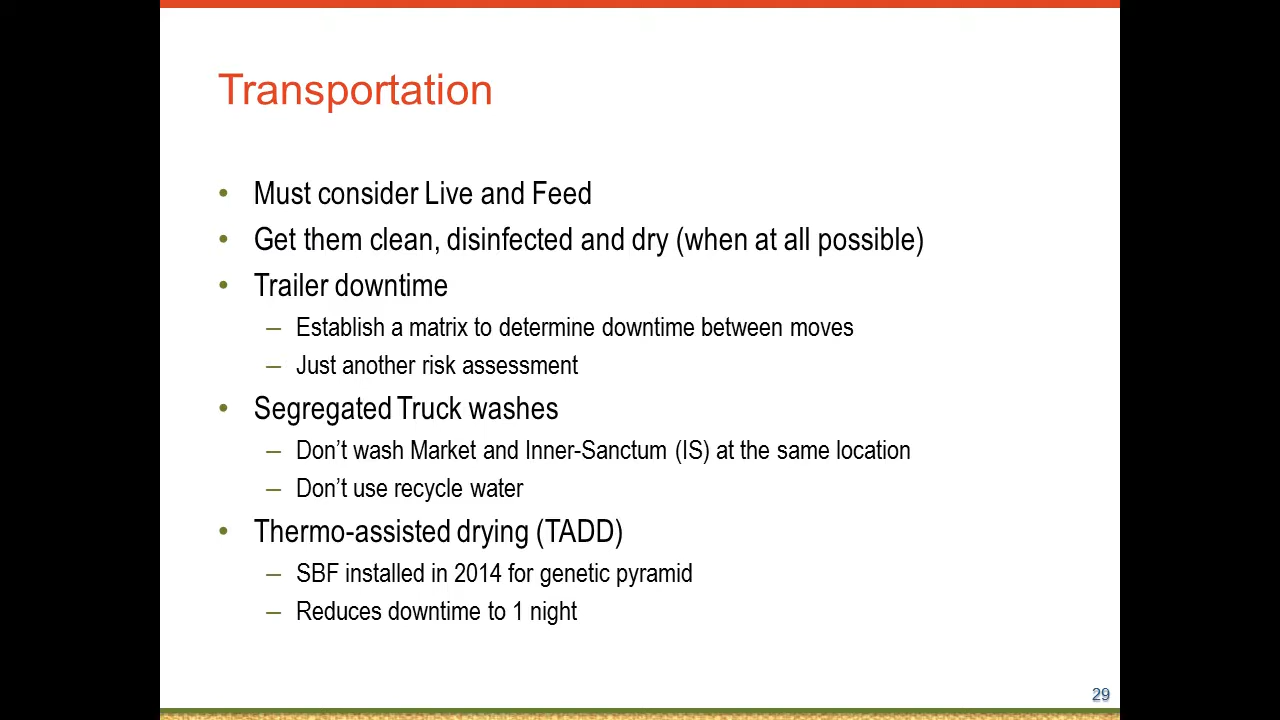 Transportation
• Must consider Live and Feed
• Get them clean, disinfected and dry (when at all possible)
• Trailer downtime
– Establish a matrix to determine downtime between moves
– Just another risk assessment
• Segregated Truck washes
– Don’t wash Market and Inner-Sanctum (IS) at the same location
– Don’t use recycle water
• Thermo-assisted drying (TADD)
– SBF installed in 2014 for genetic pyramid
– Reduces downtime to 1 night
29